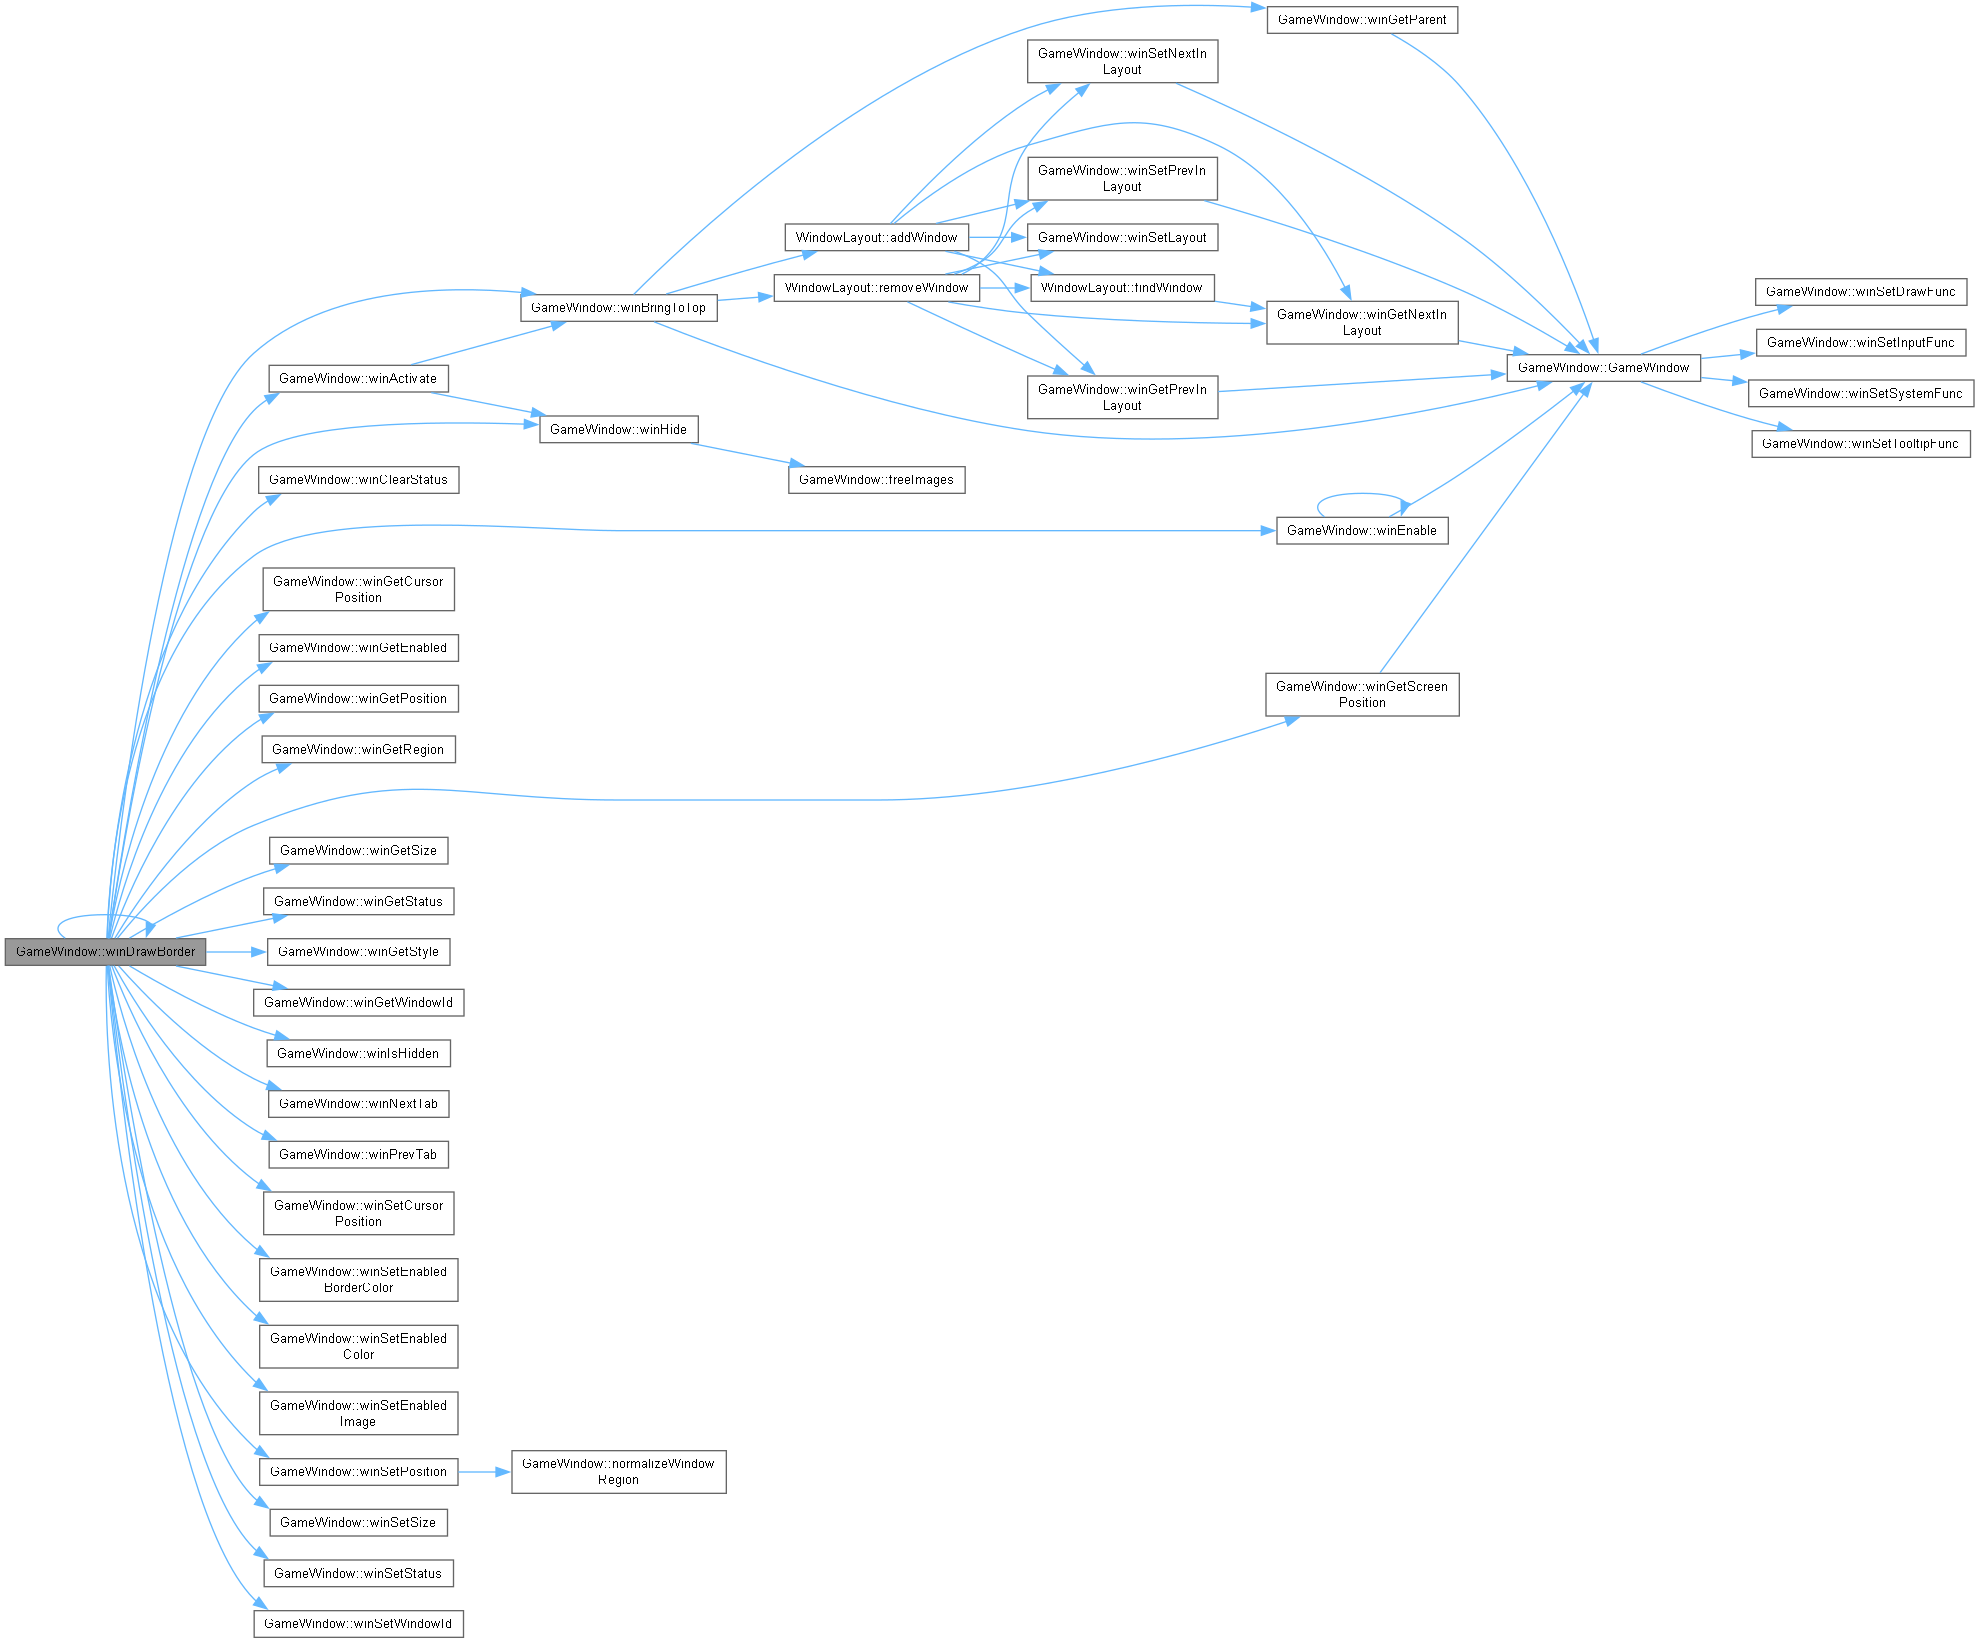 GameWindow::winGetParent
GameWindow::winSetNextIn
Layout
GameWindow::winSetPrevIn
Layout
WindowLayout::addWindow
GameWindow::winSetLayout
WindowLayout::removeWindow
WindowLayout::findWindow
GameWindow::winSetDrawFunc
GameWindow::winBringToTop
GameWindow::winGetNextIn
Layout
GameWindow::winSetInputFunc
GameWindow::GameWindow
GameWindow::winActivate
GameWindow::winGetPrevIn
Layout
GameWindow::winSetSystemFunc
GameWindow::winHide
GameWindow::winSetTooltipFunc
GameWindow::winClearStatus
GameWindow::freeImages
GameWindow::winEnable
GameWindow::winGetCursor
Position
GameWindow::winGetEnabled
GameWindow::winGetPosition
GameWindow::winGetScreen
Position
GameWindow::winGetRegion
GameWindow::winGetSize
GameWindow::winGetStatus
GameWindow::winDrawBorder
GameWindow::winGetStyle
GameWindow::winGetWindowId
GameWindow::winIsHidden
GameWindow::winNextTab
GameWindow::winPrevTab
GameWindow::winSetCursor
Position
GameWindow::winSetEnabled
BorderColor
GameWindow::winSetEnabled
Color
GameWindow::winSetEnabled
Image
GameWindow::winSetPosition
GameWindow::normalizeWindow
Region
GameWindow::winSetSize
GameWindow::winSetStatus
GameWindow::winSetWindowId